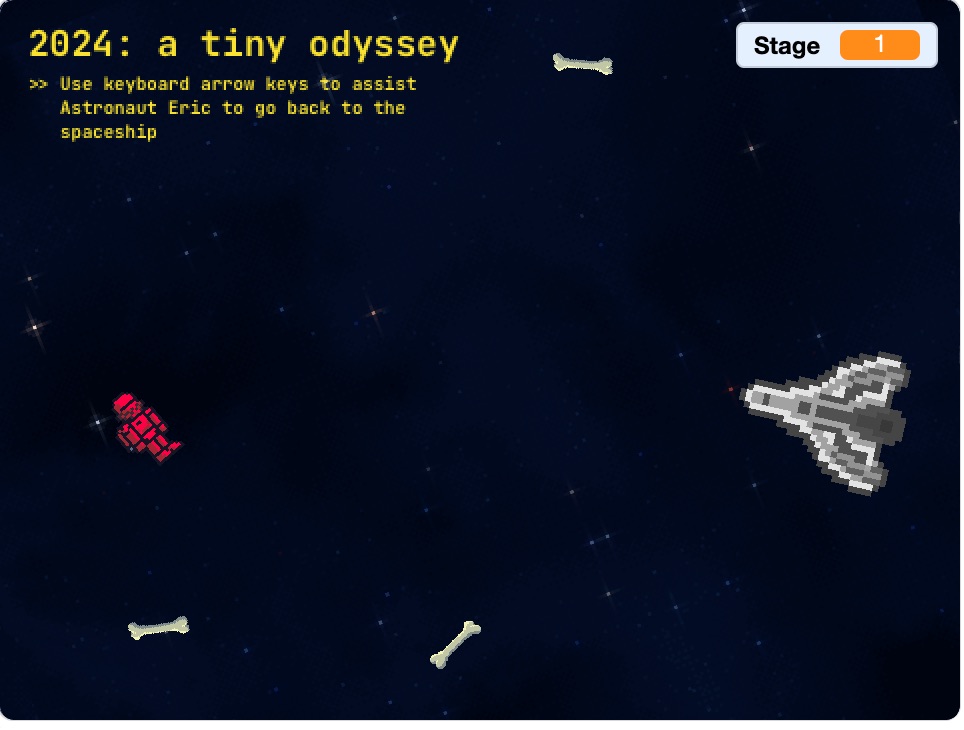 2024: a tiny odyssey
Stage 1
>> Use keyboard arrow keys to assist
Astronaut Eric to go back to the
spaceship